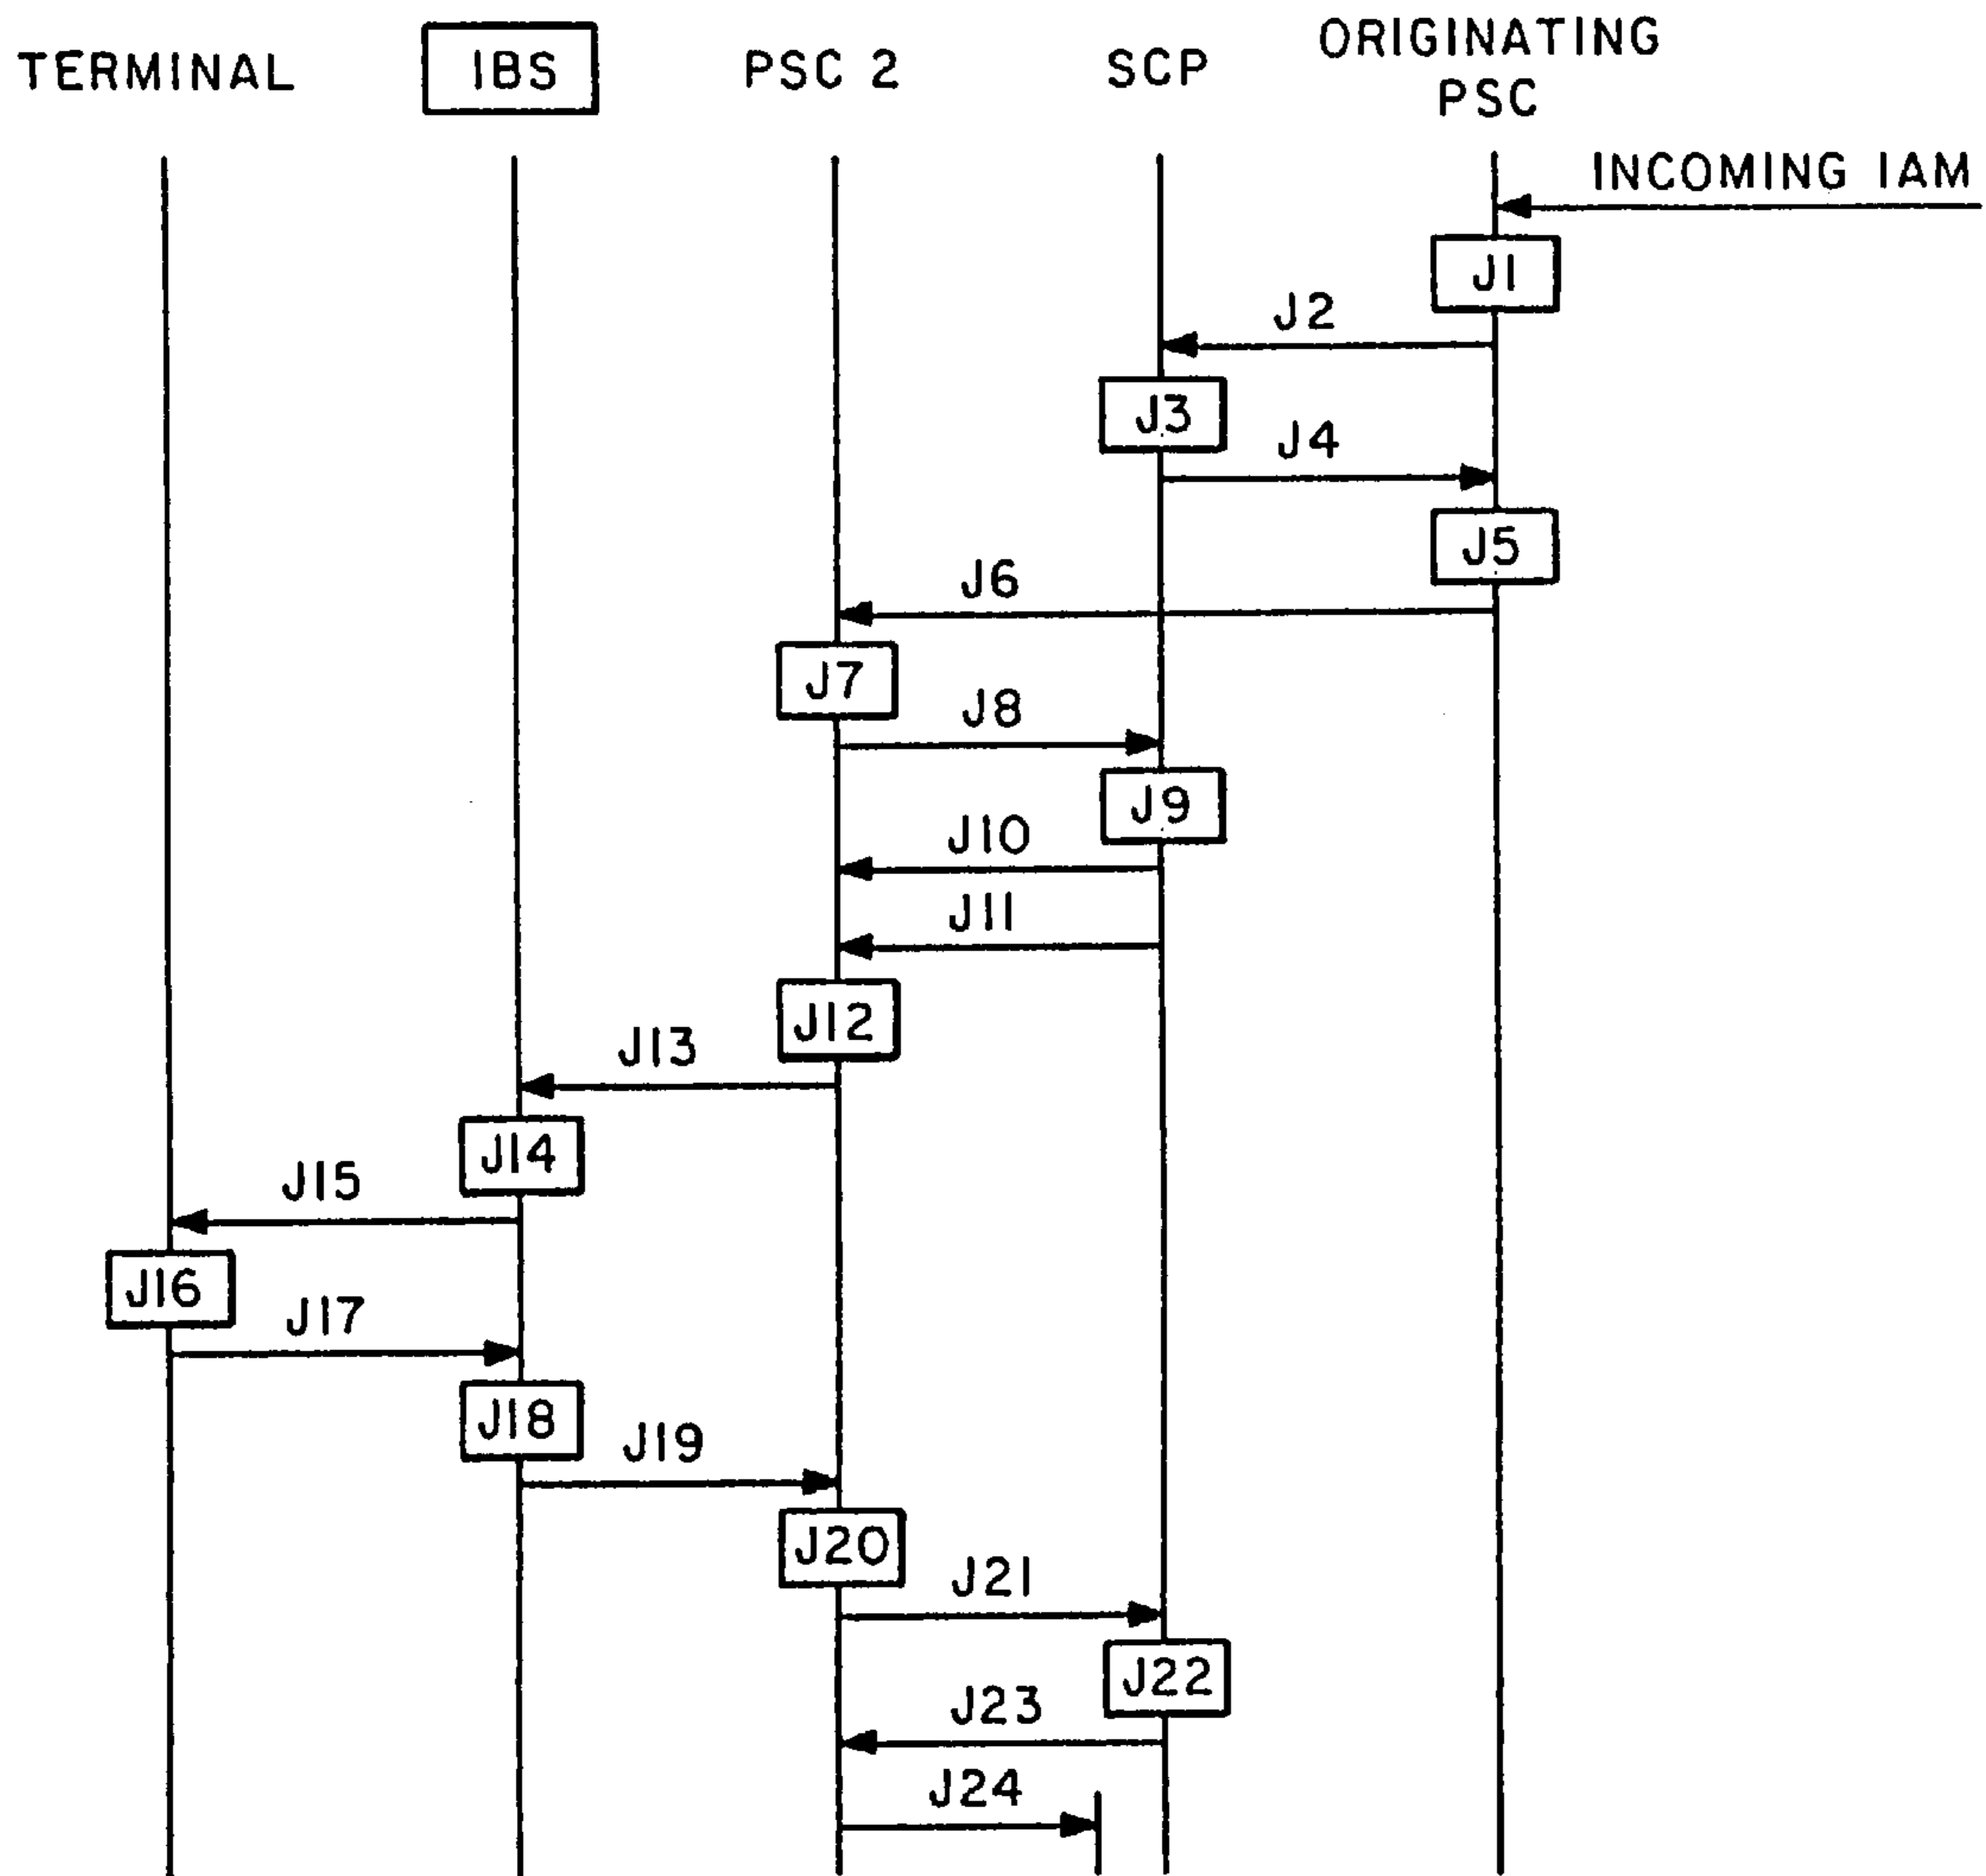 TERMINAL
IBS
PSC 2
SCP
ORIGINATING
PSC
INCOMING IAM
J1
J2
J3
J4
J5
J6
J7
J8
J9
J10
J11
J12
J13
J14
J15
J16
J17
J18
J19
J20
J21
J22
J23
J24